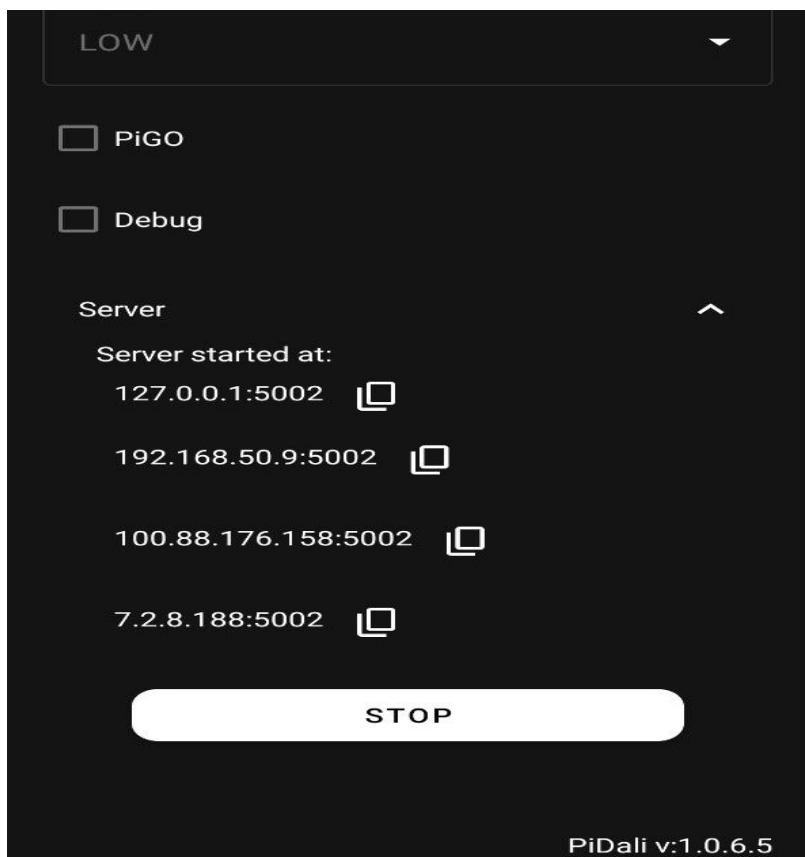 LOW
PiGO
Debug
Server
Server started at:
127.0.0.1:5002
192.168.50.9:5002
100.88.176.158:5002
7.2.8.188:5002
STOP
PiDali v:1.0.6.5